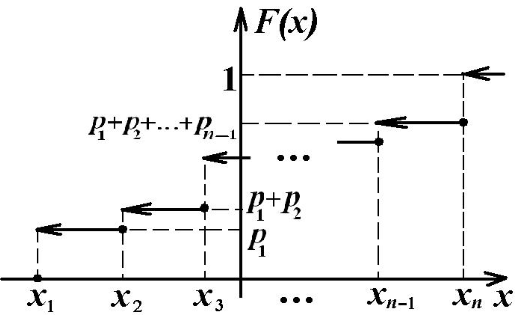 F(x)
1
p₁+p₂+...+pₙ₋₁
...
p₁+p₂
p₁
x₁ x₂ x₃ ... xₙ₋₁ xₙ x